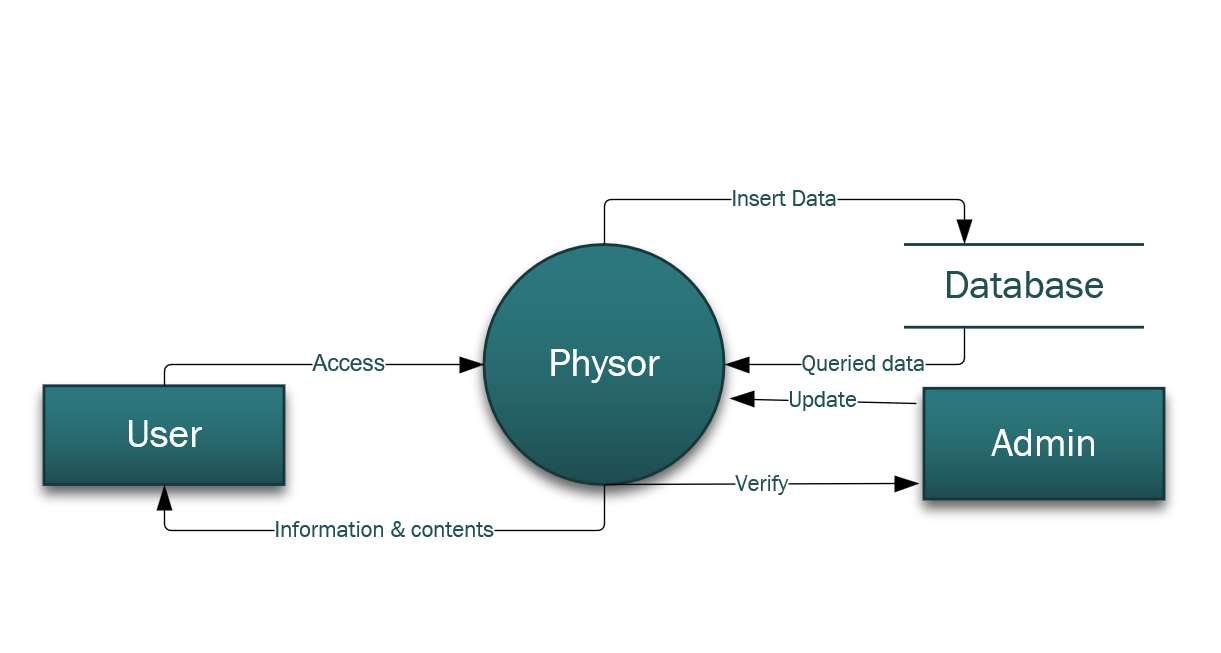 Insert Data
Database
Access
Physor
Queried data
Update
User
Admin
Verify
Information & contents